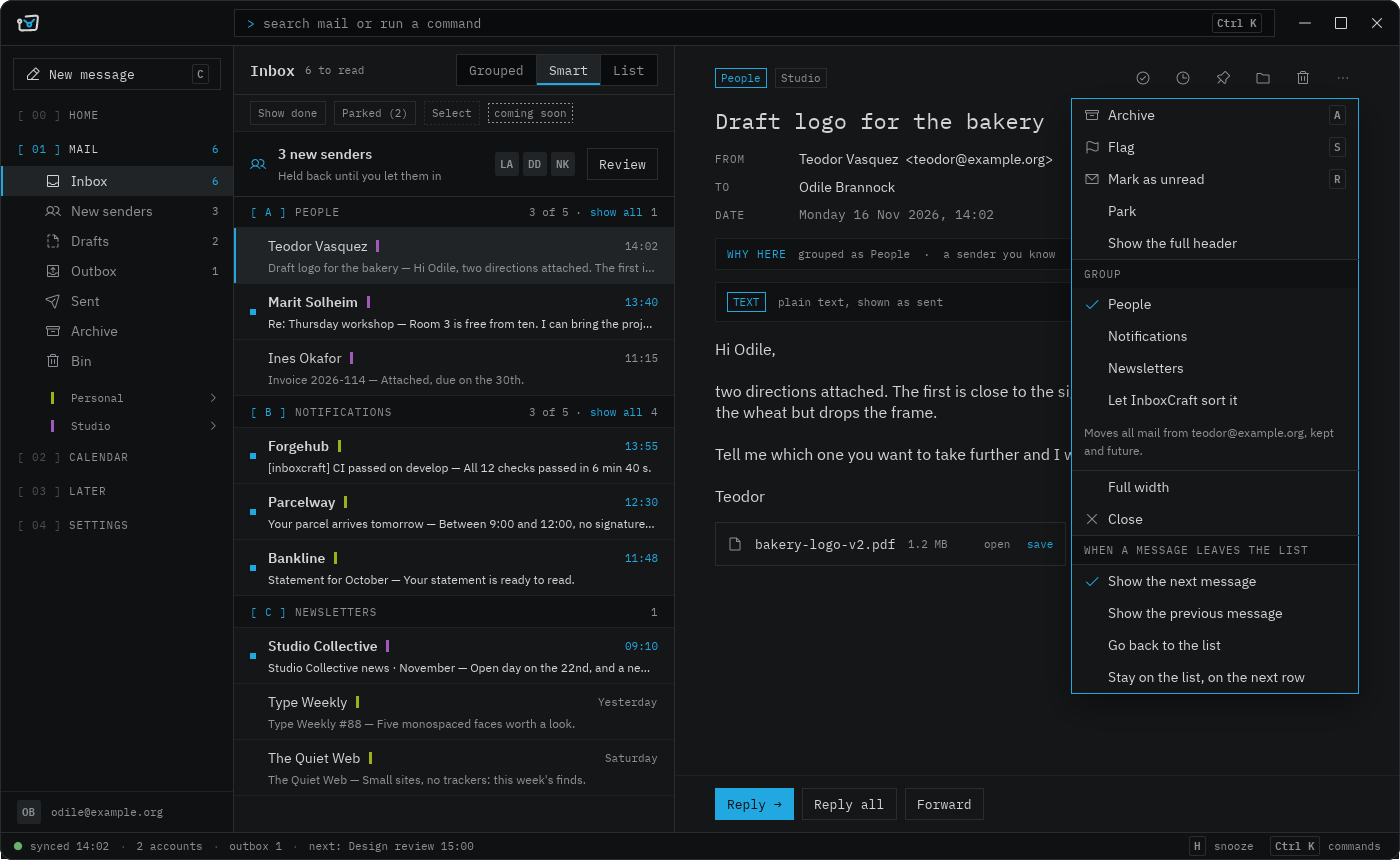 > search mail or run a command Ctrl K
New message C
[ 00 ] HOME
[ 01 ] MAIL 6
Inbox 6
New senders 3
Drafts 2
Outbox 1
Sent
Archive
Bin
Personal
Studio
[ 02 ] CALENDAR
[ 03 ] LATER
[ 04 ] SETTINGS
OB odile@example.org
Inbox 6 to read Grouped Smart List
Show done Parked (2) Select coming soon
3 new senders
Held back until you let them in
LA DD NK Review
[ A ] PEOPLE 3 of 5 · show all 1
Teodor Vasquez 14:02
Draft logo for the bakery — Hi Odile, two directions attached. The first i…
Marit Solheim 13:40
Re: Thursday workshop — Room 3 is free from ten. I can bring the proj…
Ines Okafor 11:15
Invoice 2026-114 — Attached, due on the 30th.
[ B ] NOTIFICATIONS 3 of 5 · show all 4
Forgehub 13:55
[inboxcraft] CI passed on develop — All 12 checks passed in 6 min 40 s.
Parcelway 12:30
Your parcel arrives tomorrow — Between 9:00 and 12:00, no signature…
Bankline 11:48
Statement for October — Your statement is ready to read.
[ C ] NEWSLETTERS 1
Studio Collective 09:10
Studio Collective news · November — Open day on the 22nd, and a ne…
Type Weekly Yesterday
Type Weekly #88 — Five monospaced faces worth a look.
The Quiet Web Saturday
The Quiet Web — Small sites, no trackers: this week's finds.
People Studio
Draft logo for the bakery
FROM Teodor Vasquez <teodor@example.org>
TO Odile Brannock
DATE Monday 16 Nov 2026, 14:02
WHY HERE grouped as People · a sender you know
TEXT plain text, shown as sent
Hi Odile,
two directions attached. The first is close to the si
the wheat but drops the frame.
Tell me which one you want to take further and I w
Teodor
bakery-logo-v2.pdf 1.2 MB open save
Reply → Reply all Forward
Archive A
Flag S
Mark as unread R
Park
Show the full header
GROUP
People
Notifications
Newsletters
Let InboxCraft sort it
Moves all mail from teodor@example.org, kept
and future.
Full width
Close
WHEN A MESSAGE LEAVES THE LIST
Show the next message
Show the previous message
Go back to the list
Stay on the list, on the next row
synced 14:02 · 2 accounts · outbox 1 · next: Design review 15:00
H snooze Ctrl K commands